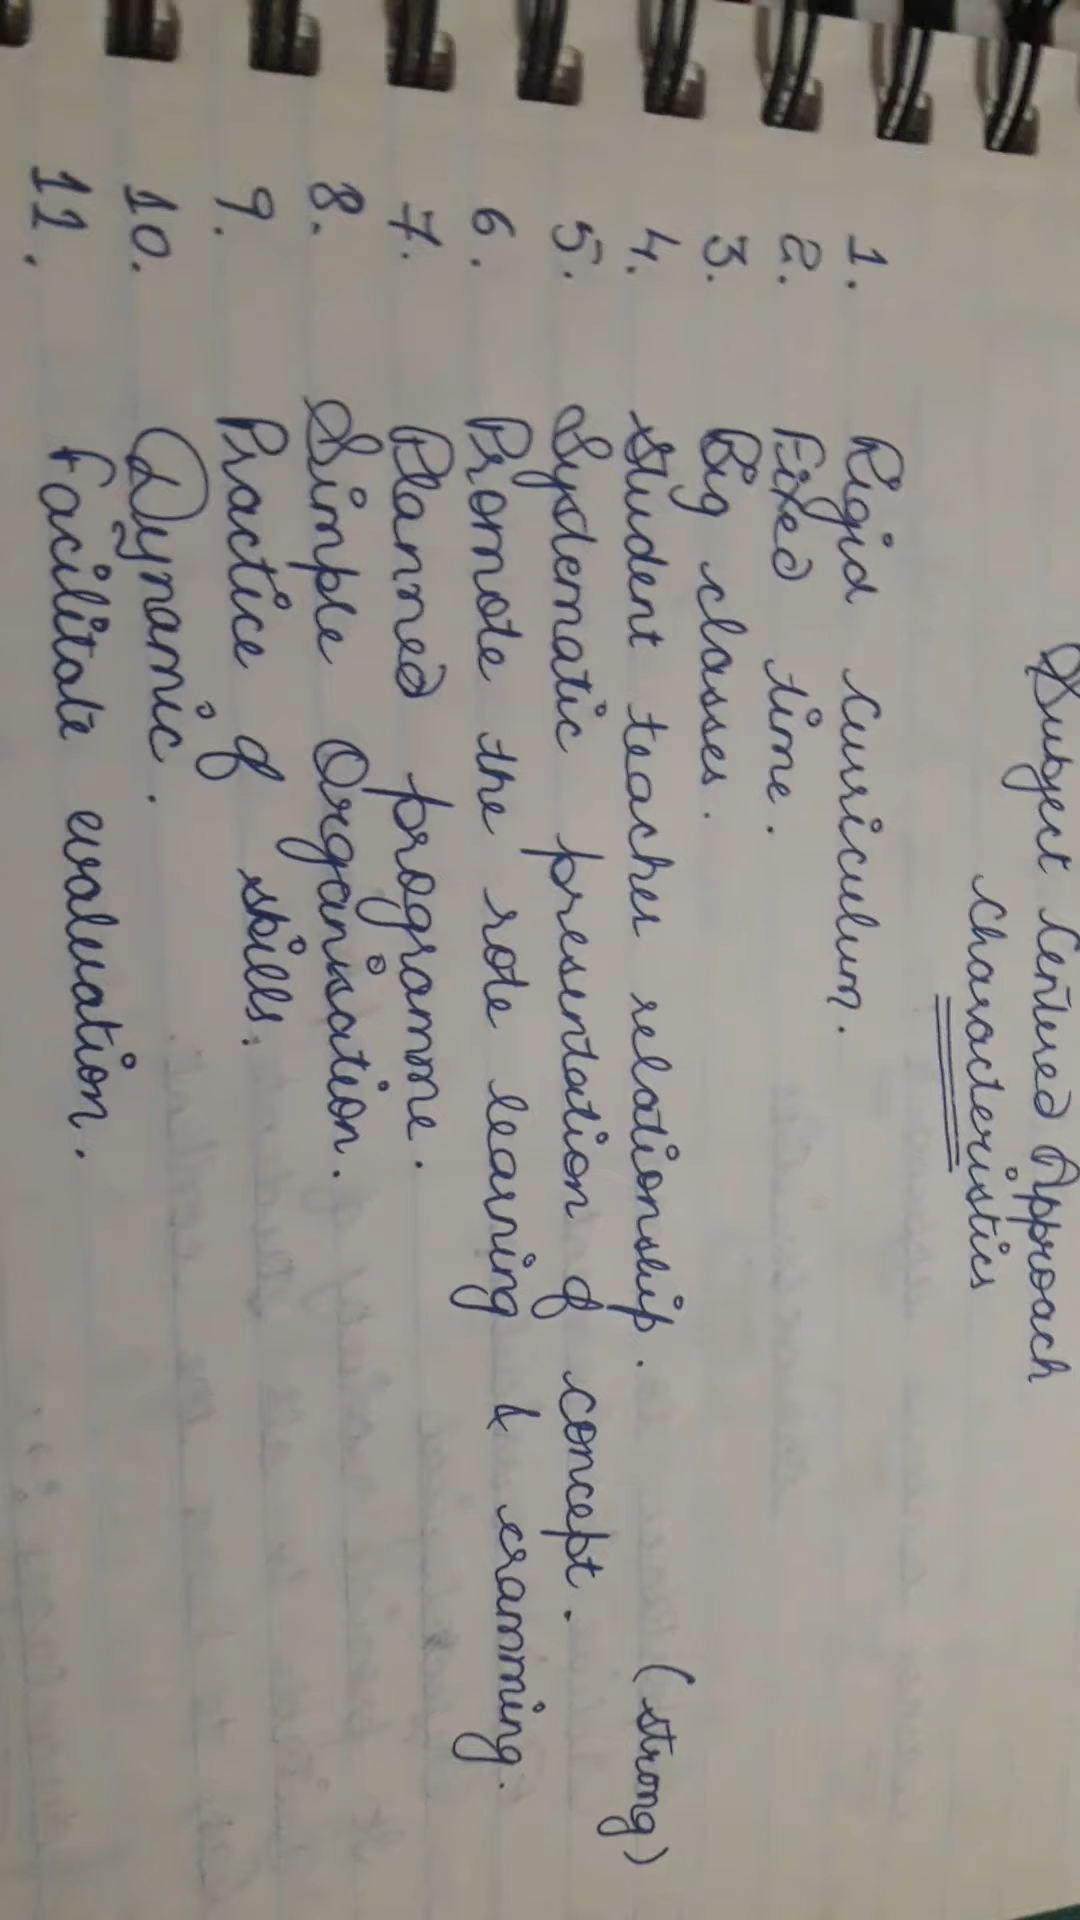 Subject Centered Approach
Characteristics
1. Rigid Curriculum.
2. Fixed time.
3. Big classes.
4. Student teacher relationship. (strong)
5. Systematic presentation of concept.
6. Promote the rote learning & cramming.
7. Planned programme.
8. Simple Organisation.
9. Practice of skills.
10. Dynamic.
11. Facilitate evaluation.